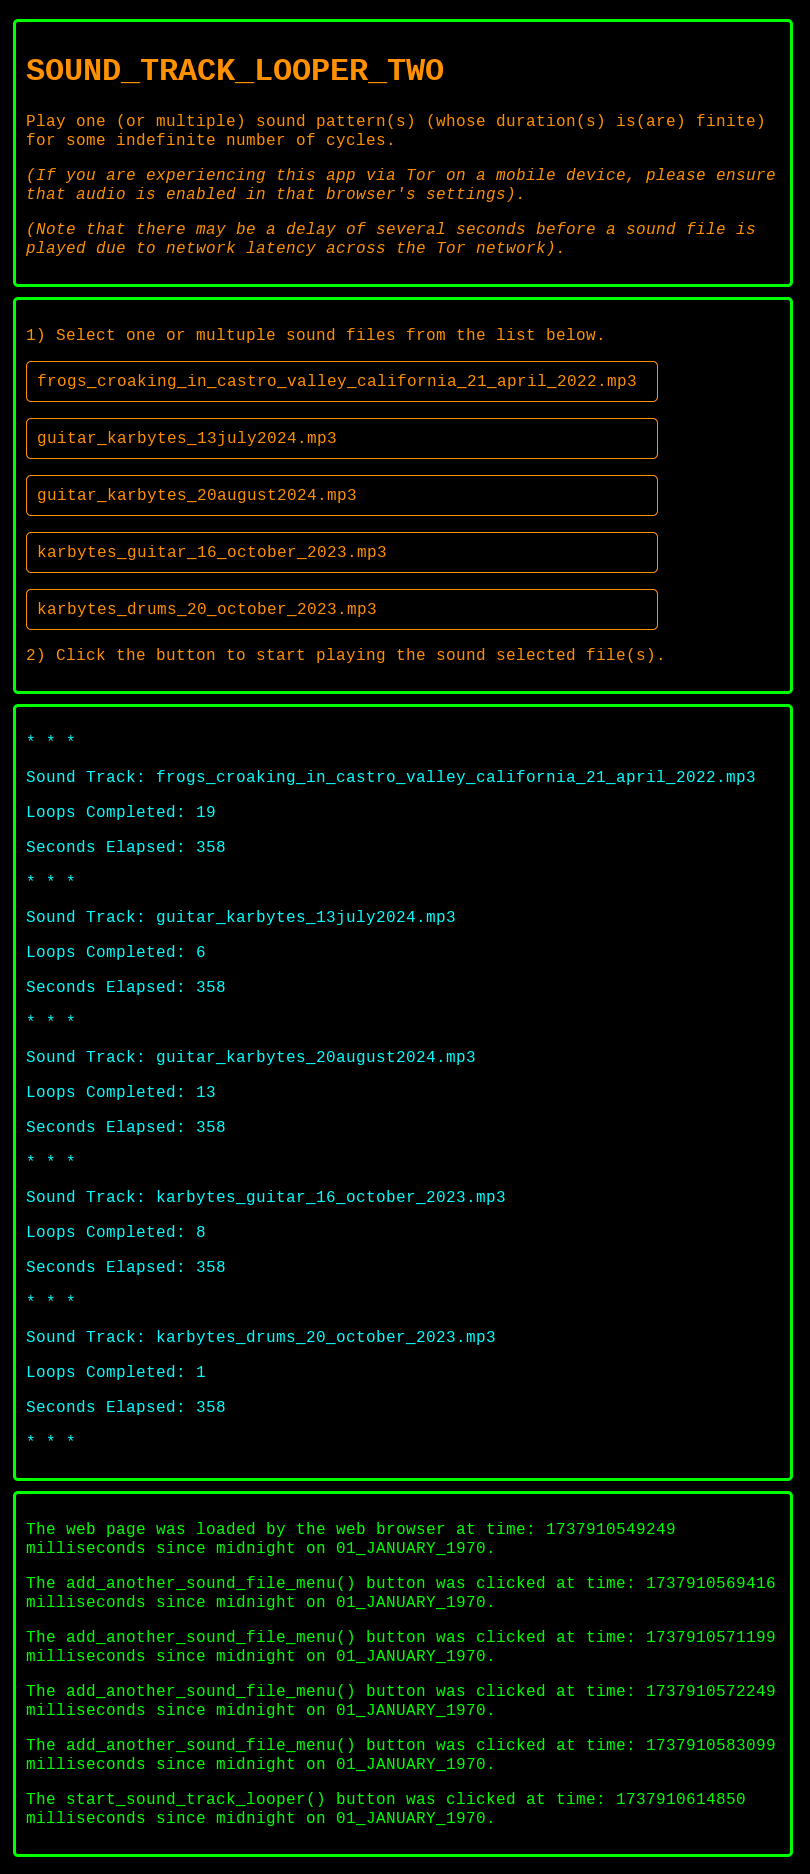 SOUND_TRACK_LOOPER_TWO
Play one (or multiple) sound pattern(s) (whose duration(s) is(are) finite)
for some indefinite number of cycles.
(If you are experiencing this app via Tor on a mobile device, please ensure
that audio is enabled in that browser's settings).
(Note that there may be a delay of several seconds before a sound file is
played due to network latency across the Tor network).
1) Select one or multuple sound files from the list below.
frogs_croaking_in_castro_valley_california_21_april_2022.mp3
guitar_karbytes_13july2024.mp3
guitar_karbytes_20august2024.mp3
karbytes_guitar_16_october_2023.mp3
karbytes_drums_20_october_2023.mp3
2) Click the button to start playing the sound selected file(s).
* * *
Sound Track: frogs_croaking_in_castro_valley_california_21_april_2022.mp3
Loops Completed: 19
Seconds Elapsed: 358
* * *
Sound Track: guitar_karbytes_13july2024.mp3
Loops Completed: 6
Seconds Elapsed: 358
* * *
Sound Track: guitar_karbytes_20august2024.mp3
Loops Completed: 13
Seconds Elapsed: 358
* * *
Sound Track: karbytes_guitar_16_october_2023.mp3
Loops Completed: 8
Seconds Elapsed: 358
* * *
Sound Track: karbytes_drums_20_october_2023.mp3
Loops Completed: 1
Seconds Elapsed: 358
* * *
The web page was loaded by the web browser at time: 1737910549249
milliseconds since midnight on 01_JANUARY_1970.
The add_another_sound_file_menu() button was clicked at time: 1737910569416
milliseconds since midnight on 01_JANUARY_1970.
The add_another_sound_file_menu() button was clicked at time: 1737910571199
milliseconds since midnight on 01_JANUARY_1970.
The add_another_sound_file_menu() button was clicked at time: 1737910572249
milliseconds since midnight on 01_JANUARY_1970.
The add_another_sound_file_menu() button was clicked at time: 1737910583099
milliseconds since midnight on 01_JANUARY_1970.
The start_sound_track_looper() button was clicked at time: 1737910614850
milliseconds since midnight on 01_JANUARY_1970.